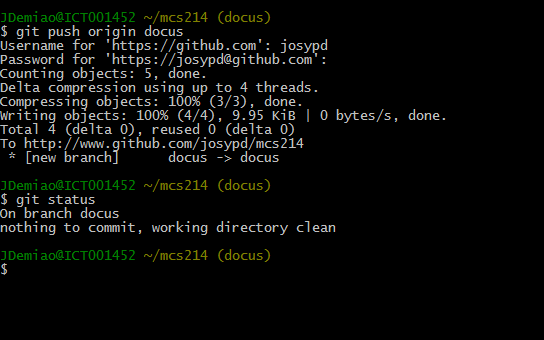 JDemiao@ICT001452 ~/mcs214 (docus)
$ git push origin docus
Username for 'https://github.com': josypd
Password for 'https://josypd@github.com':
Counting objects: 5, done.
Delta compression using up to 4 threads.
Compressing objects: 100% (3/3), done.
Writing objects: 100% (4/4), 9.95 KiB | 0 bytes/s, done.
Total 4 (delta 0), reused 0 (delta 0)
To http://www.github.com/josypd/mcs214
 * [new branch]      docus -> docus
JDemiao@ICT001452 ~/mcs214 (docus)
$ git status
On branch docus
nothing to commit, working directory clean
JDemiao@ICT001452 ~/mcs214 (docus)
$